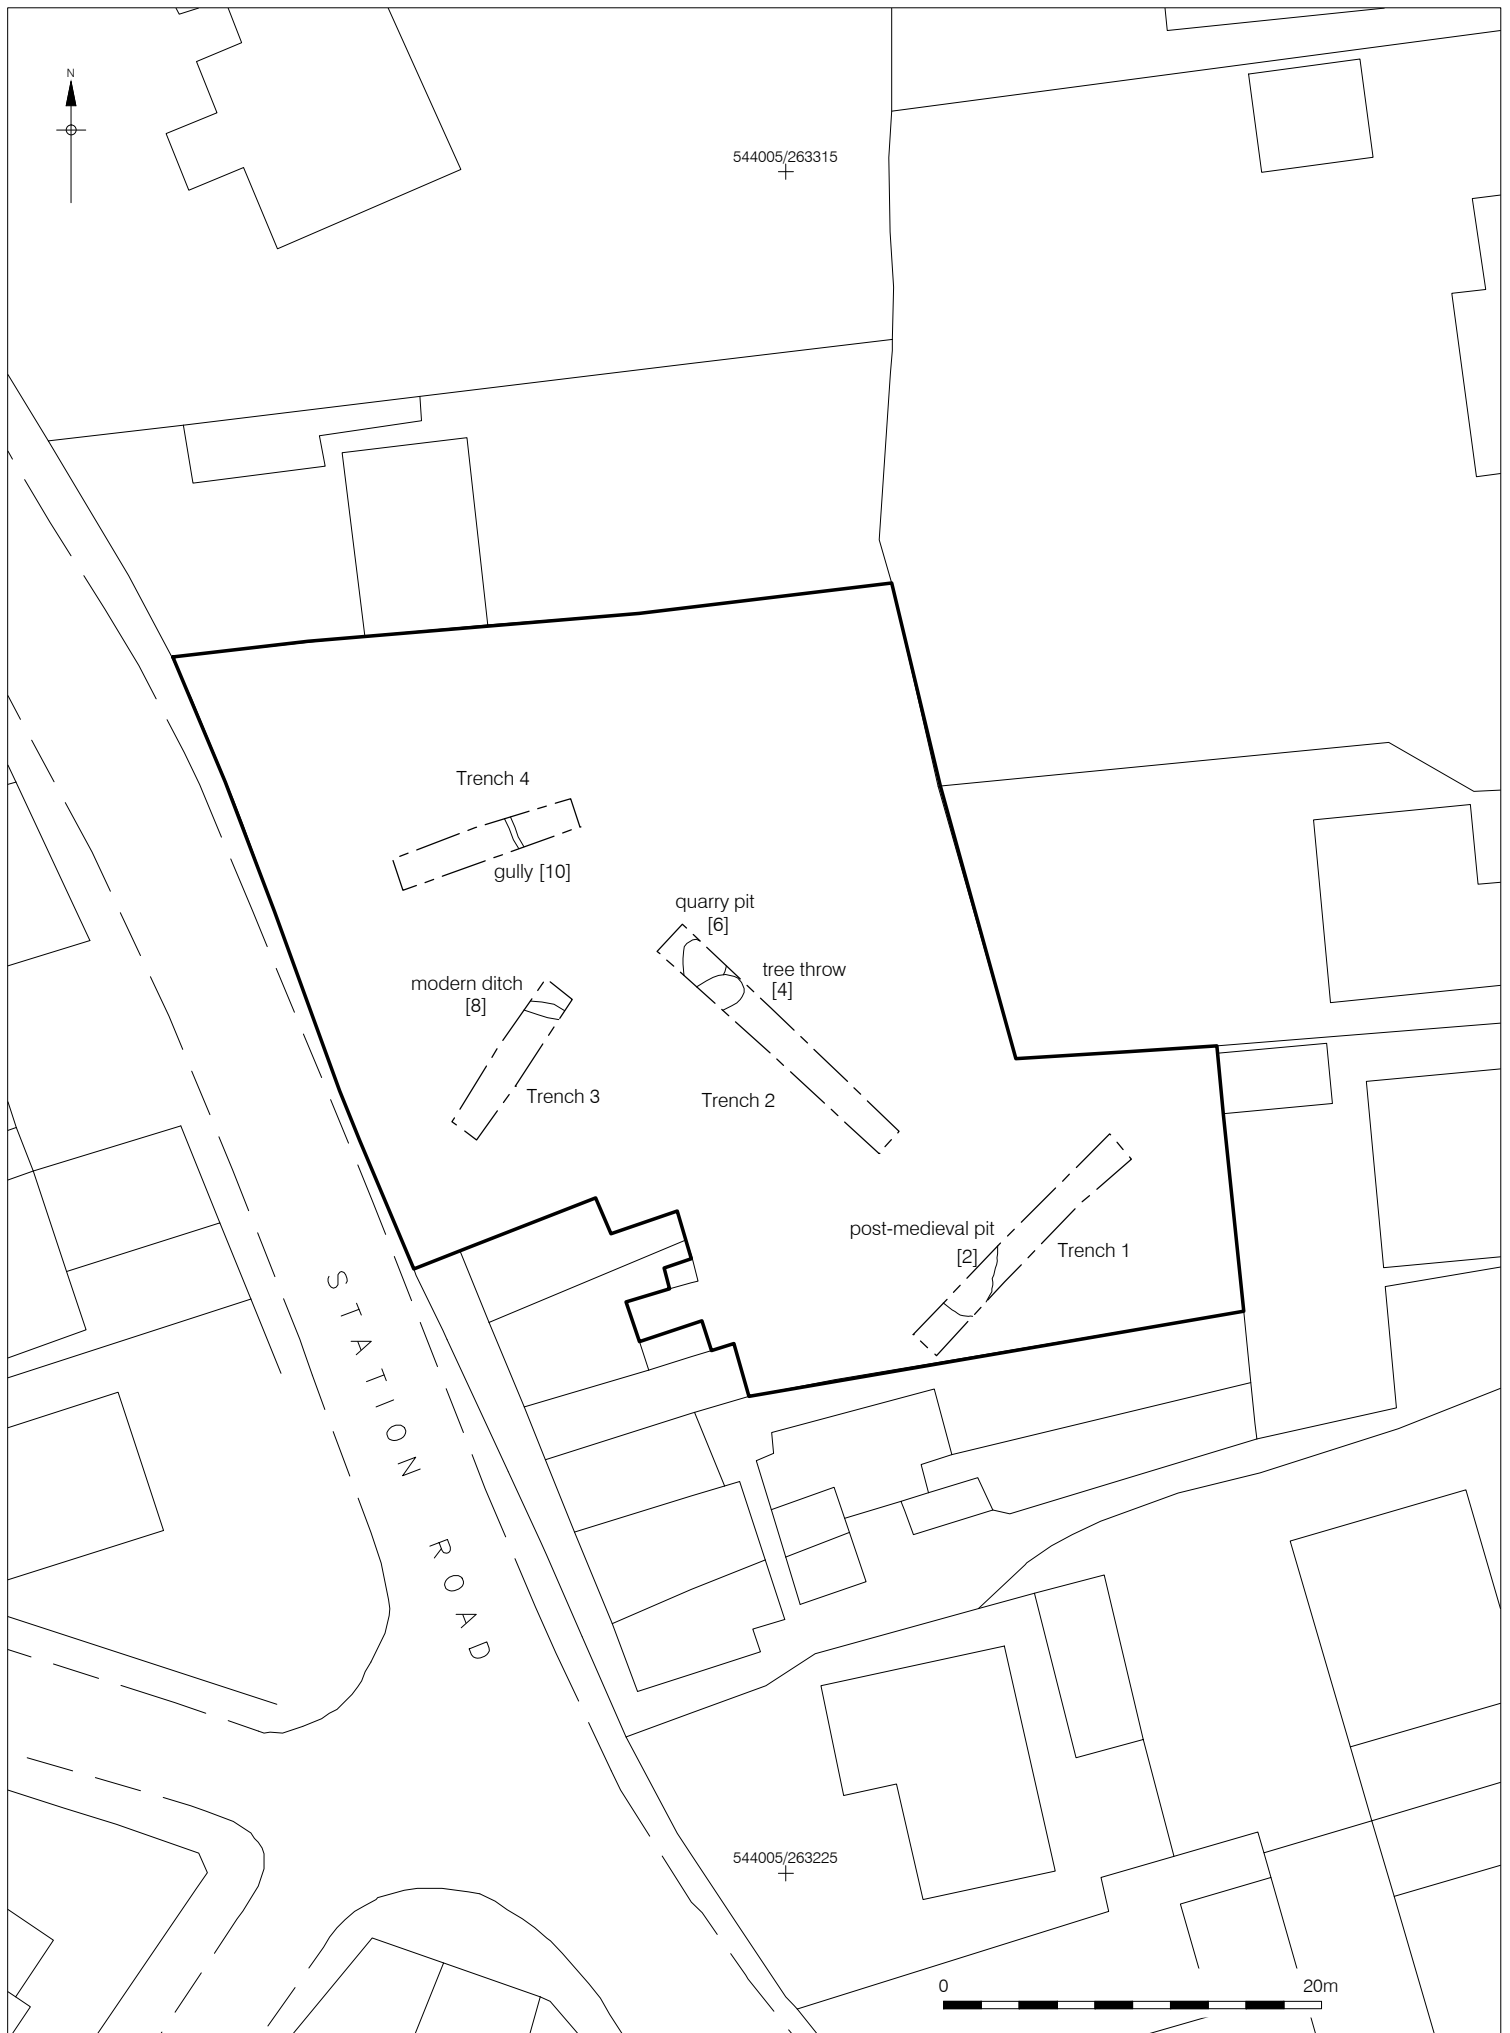 N
544005/263315
Trench 4
gully [10]
quarry pit
[6]
tree throw
[4]
modern ditch
[8]
Trench 3
Trench 2
post-medieval pit
[2]
Trench 1
STATION ROAD
544005/263225
0 20m